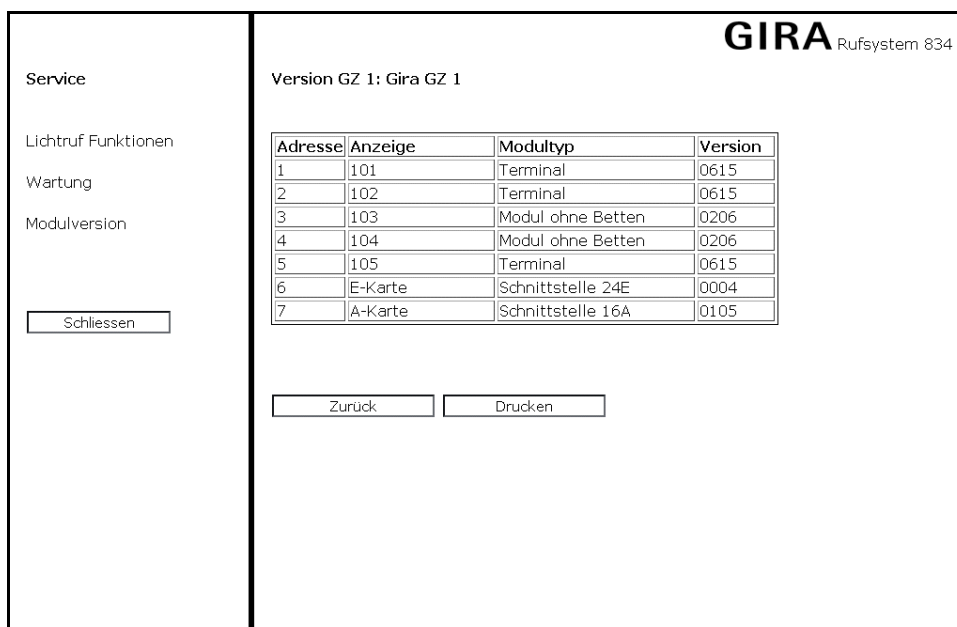 GIRA Rufsystem 834
Service
Lichtruf Funktionen
Wartung
Modulversion
Schliessen
Version GZ 1: Gira GZ 1
Adresse Anzeige Modultyp Version
1 101 Terminal 0615
2 102 Terminal 0615
3 103 Modul ohne Betten 0206
4 104 Modul ohne Betten 0206
5 105 Terminal 0615
6 E-Karte Schnittstelle 24E 0004
7 A-Karte Schnittstelle 16A 0105
Zurück Drucken